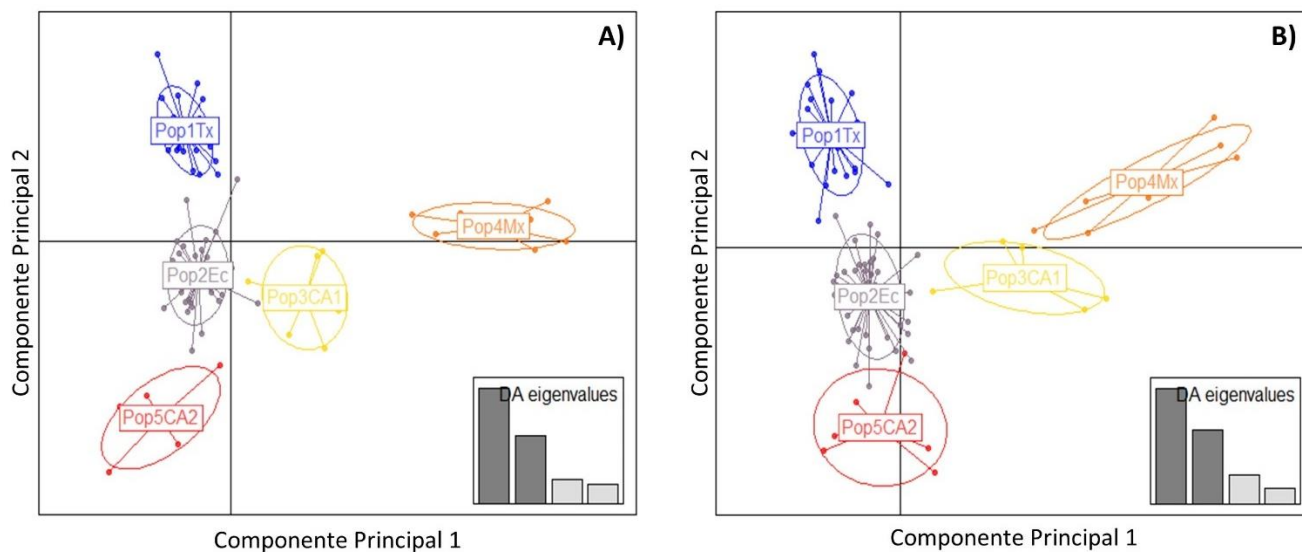 A)
Componente Principal 2
Pop1Tx
Pop4Mx
Pop2Ec
Pop3CA1
Pop5CA2
DA eigenvalues
Componente Principal 1
B)
Componente Principal 2
Pop1Tx
Pop4Mx
Pop3CA1
Pop2Ec
Pop5CA2
DA eigenvalues
Componente Principal 1